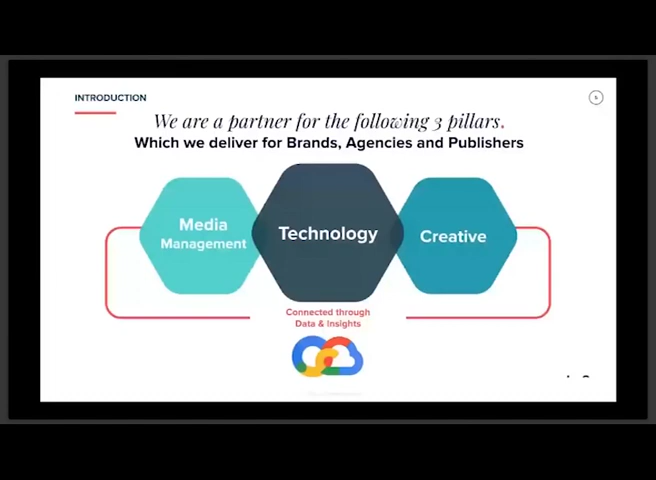 INTRODUCTION
We are a partner for the following 3 pillars.
Which we deliver for Brands, Agencies and Publishers
Media
Management
Technology
Creative
Connected through
Data & Insights